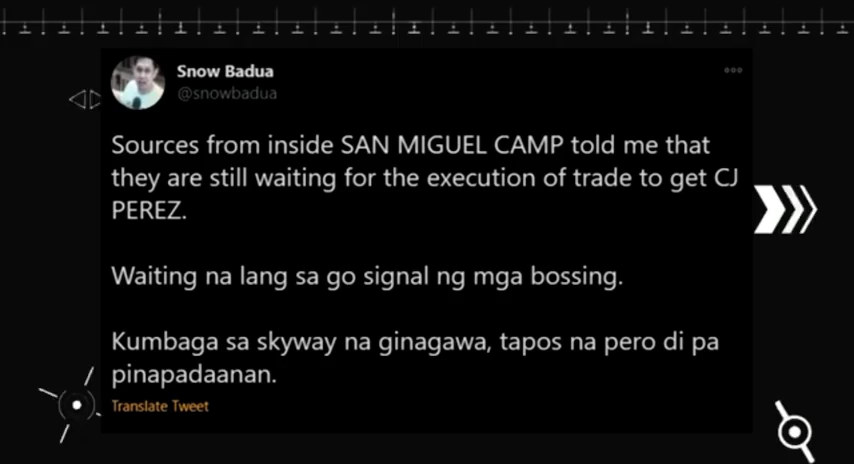 Snow Badua
@snowbadua
Sources from inside SAN MIGUEL CAMP told me that
they are still waiting for the execution of trade to get CJ
PEREZ.
Waiting na lang sa go signal ng mga bossing.
Kumbaga sa skyway na ginagawa, tapos na pero di pa
pinapadaanan.
Translate Tweet